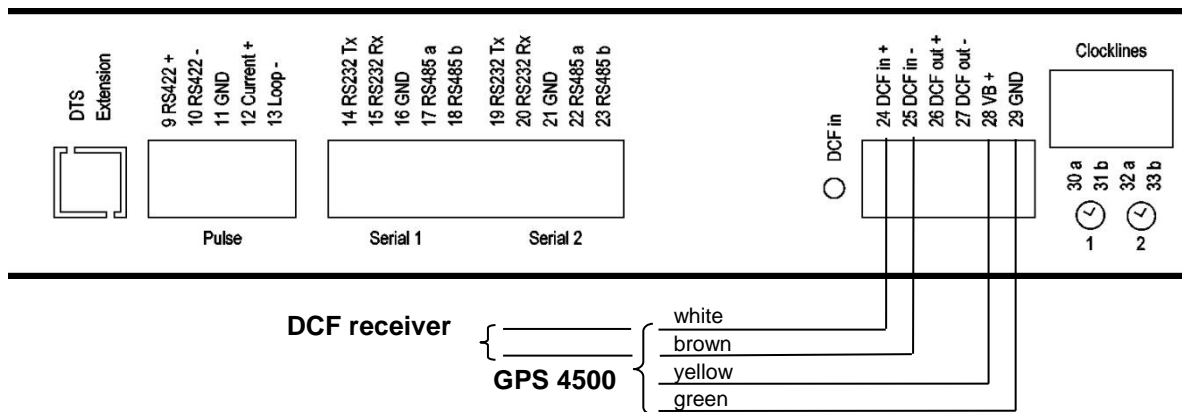 DTS
Extension
9 RS422 +
10 RS422 -
11 GND
12 Current +
13 Loop -
Pulse
14 RS232 Tx
15 RS232 Rx
16 GND
17 RS485 a
18 RS485 b
Serial 1
19 RS232 Tx
20 RS232 Rx
21 GND
22 RS485 a
23 RS485 b
Serial 2
DCF in
24 DCF in +
25 DCF in -
26 DCF out +
27 DCF out -
28 VB +
29 GND
Clocklines
30 a
31 b
32 a
33 b
1
2
DCF receiver
GPS 4500
white
brown
yellow
green